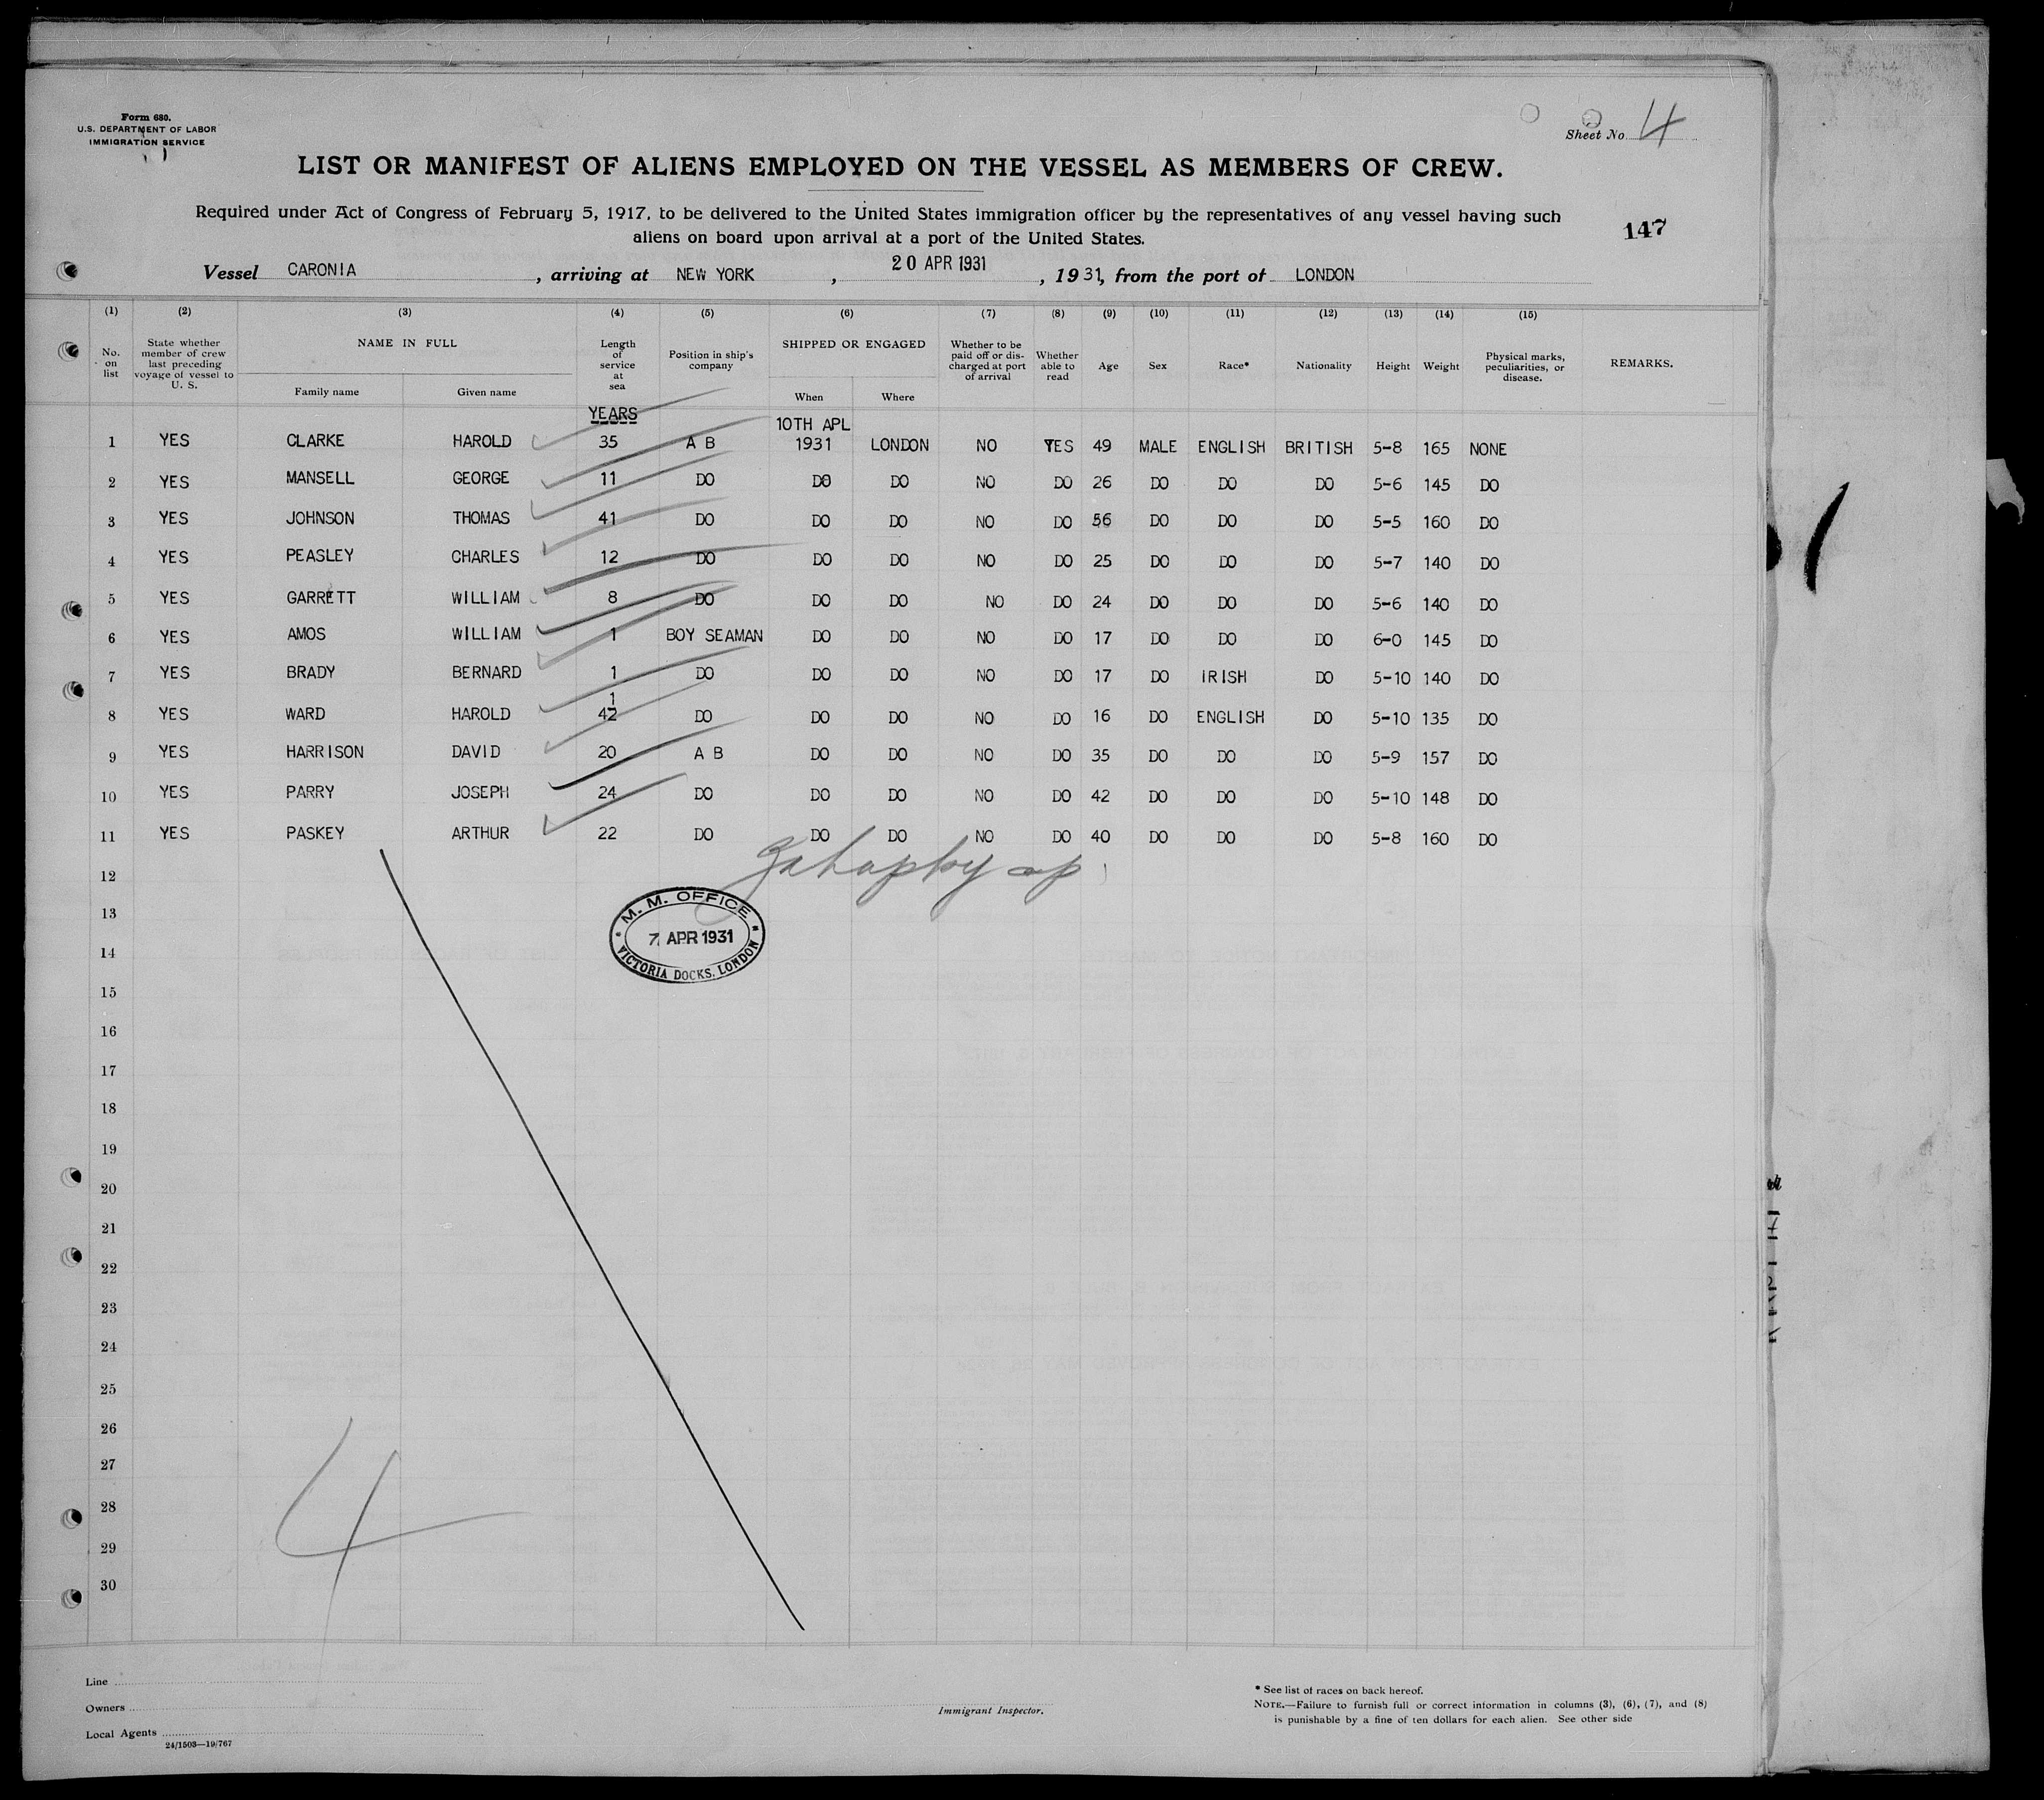 Form 680.
U.S. DEPARTMENT OF LABOR
IMMIGRATION SERVICE
Sheet No. 4
LIST OR MANIFEST OF ALIENS EMPLOYED ON THE VESSEL AS MEMBERS OF CREW.
Required under Act of Congress of February 5, 1917, to be delivered to the United States immigration officer by the representatives of any vessel having such
aliens on board upon arrival at a port of the United States.
147
Vessel CARONIA, arriving at NEW YORK, 20 APR 1931, 1931, from the port of LONDON
(1) (2) (3) (4) (5) (6) (7) (8) (9) (10) (11) (12) (13) (14) (15)
No. on list State whether member of crew last preceding voyage of vessel to U. S. NAME IN FULL Family name Given name Length of service at sea Position in ship's company SHIPPED OR ENGAGED When Where Whether to be paid off or discharged at port of arrival Whether able to read Age Sex Race* Nationality Height Weight Physical marks, peculiarities, or disease. REMARKS.
YEARS 10TH APL
1 YES CLARKE HAROLD 35 A B 1931 LONDON NO YES 49 MALE ENGLISH BRITISH 5-8 165 NONE
2 YES MANSELL GEORGE 11 DO DO DO NO DO 26 DO DO DO 5-6 145 DO
3 YES JOHNSON THOMAS 41 DO DO DO NO DO 56 DO DO DO 5-5 160 DO
4 YES PEASLEY CHARLES 12 DO DO DO NO DO 25 DO DO DO 5-7 140 DO
5 YES GARRETT WILLIAM 8 DO DO DO NO DO 24 DO DO DO 5-6 140 DO
6 YES AMOS WILLIAM 1 BOY SEAMAN DO DO NO DO 17 DO DO DO 6-0 145 DO
7 YES BRADY BERNARD 1 DO DO DO NO DO 17 DO IRISH DO 5-10 140 DO
1
8 YES WARD HAROLD 42 DO DO DO NO DO 16 DO ENGLISH DO 5-10 135 DO
9 YES HARRISON DAVID 20 A B DO DO NO DO 35 DO DO DO 5-9 157 DO
10 YES PARRY JOSEPH 24 DO DO DO NO DO 42 DO DO DO 5-10 148 DO
11 YES PASKEY ARTHUR 22 DO DO DO NO DO 40 DO DO DO 5-8 160 DO
12
M. M. OFFICE
13
7 APR 1931
VICTORIA DOCKS, LONDON
14
15
16
17
18
19
20
21
22
23
24
25
26
27
28
29
30
4
Line
Owners
Local Agents
24/1503—19/767
Immigrant Inspector.
* See list of races on back hereof.
NOTE.—Failure to furnish full or correct information in columns (3), (6), (7), and (8)
is punishable by a fine of ten dollars for each alien. See other side